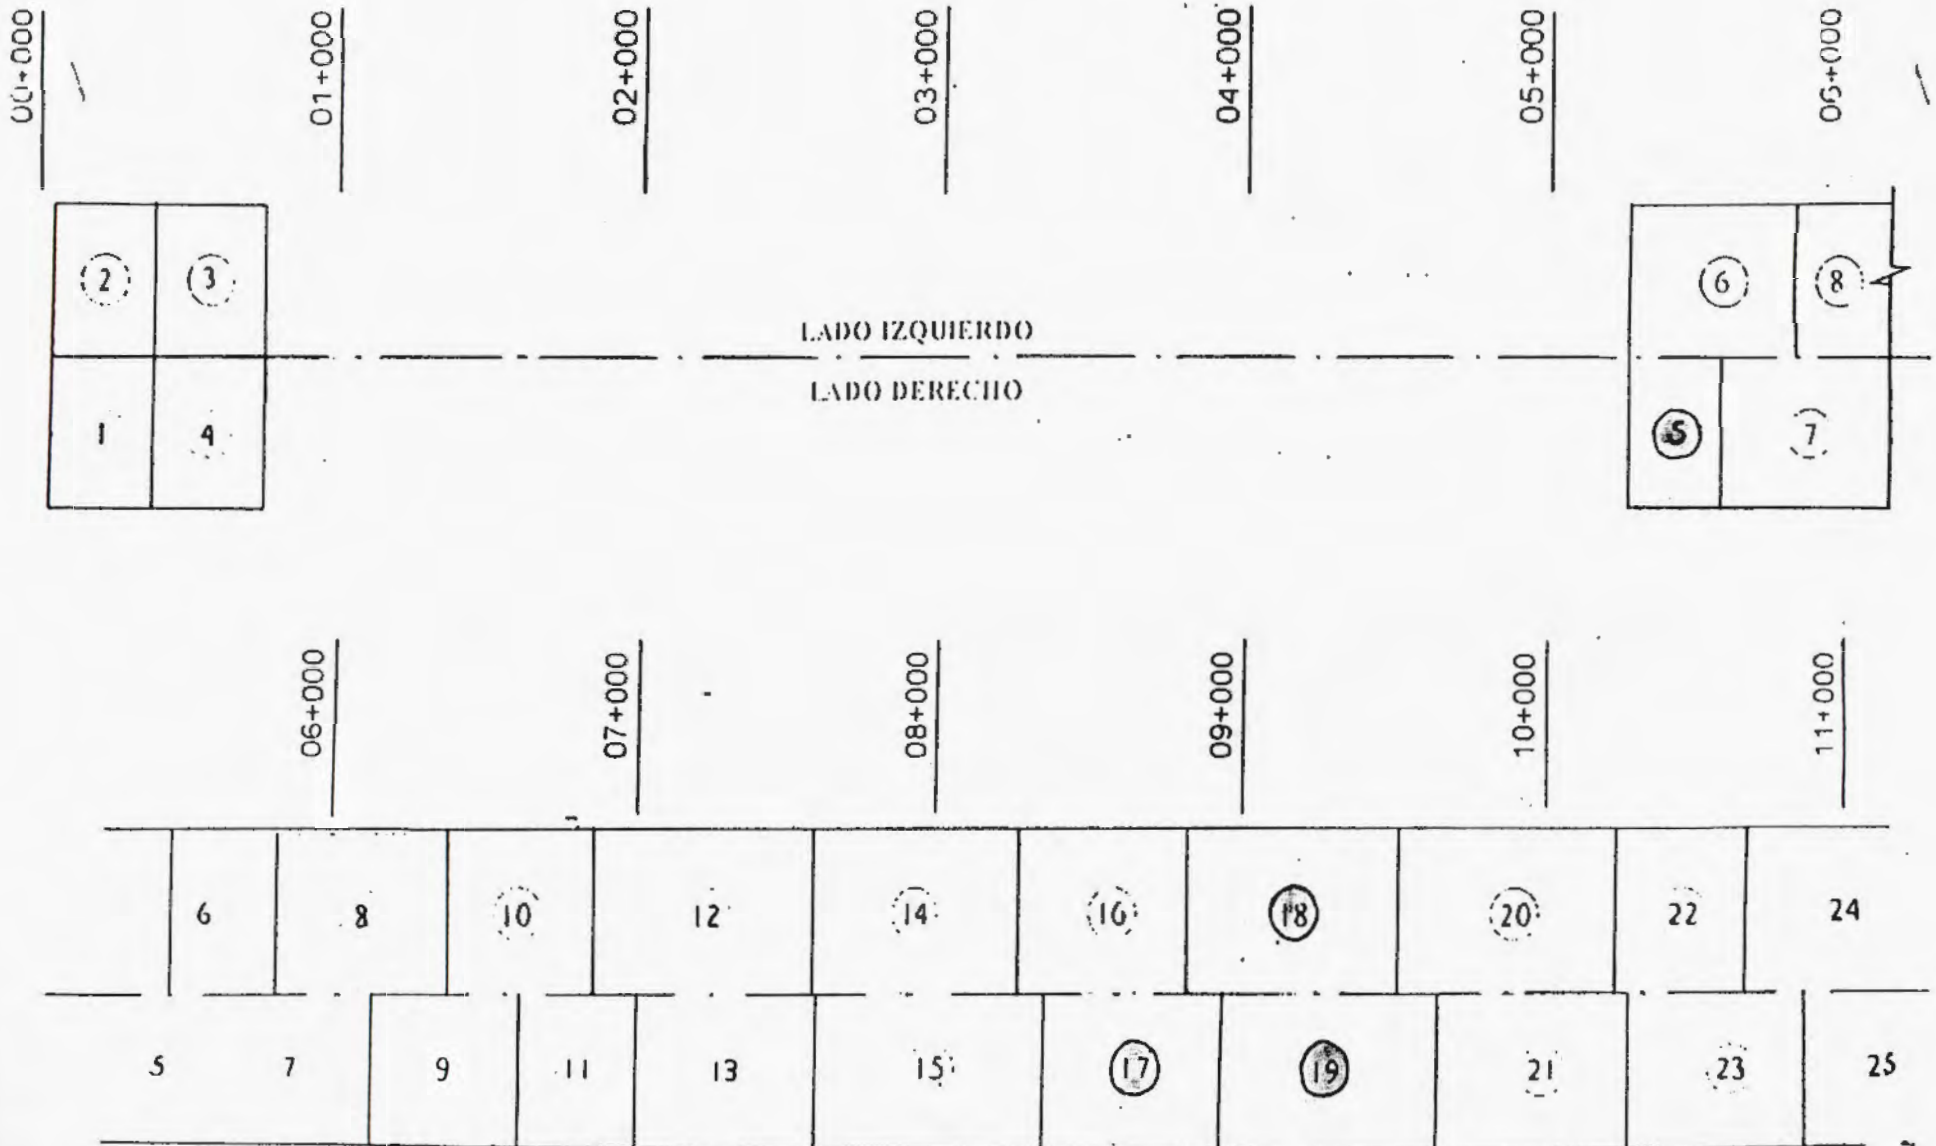 00+000 01+000 02+000 03+000 04+000 05+000 06+000
2 3 6 8
LADO IZQUIERDO
LADO DERECHO
1 4 5 7
06+000 07+000 08+000 09+000 10+000 11+000
6 8 10 12 14 16 18 20 22 24
5 7 9 11 13 15 17 19 21 23 25